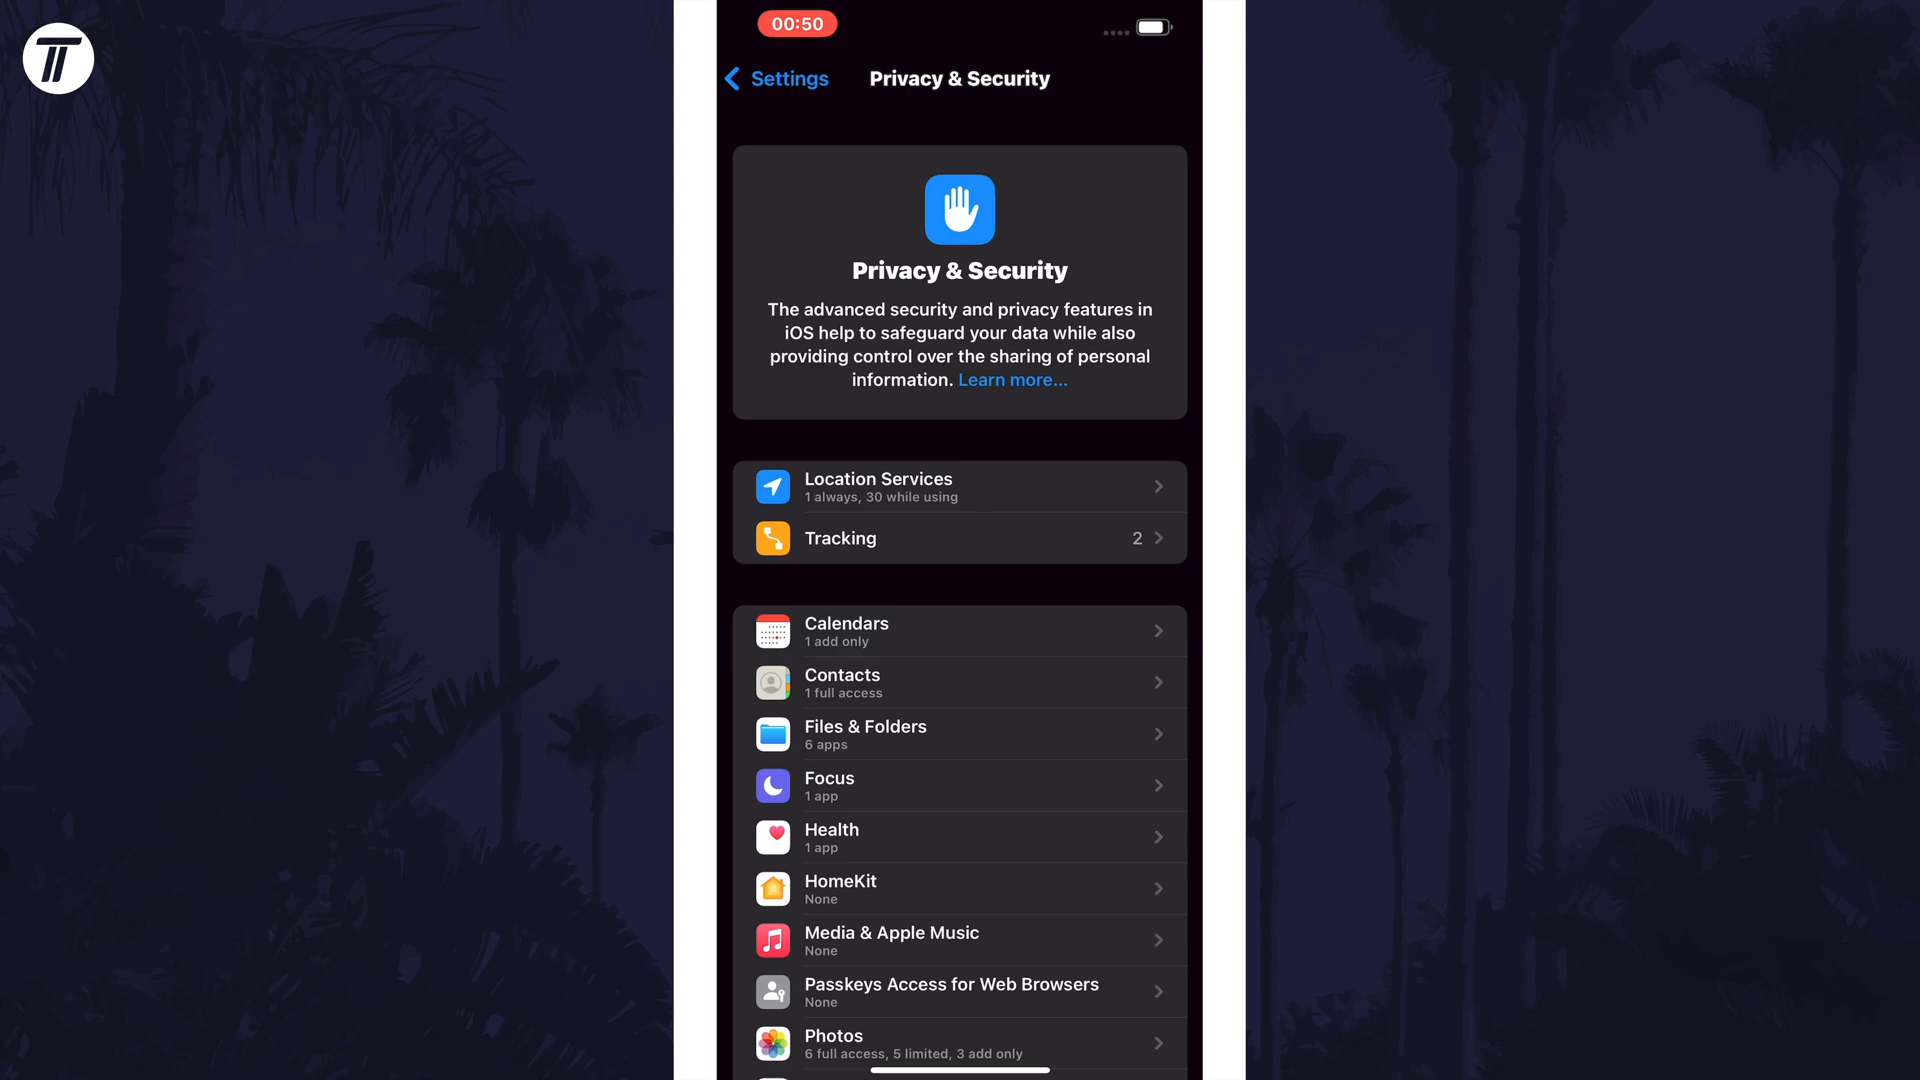 00:50
Settings
Privacy & Security
Privacy & Security
The advanced security and privacy features in
iOS help to safeguard your data while also
providing control over the sharing of personal
information. Learn more...
Location Services
1 always, 30 while using
Tracking 2
Calendars
1 add only
Contacts
1 full access
Files & Folders
6 apps
Focus
1 app
Health
1 app
HomeKit
None
Media & Apple Music
None
Passkeys Access for Web Browsers
None
Photos
6 full access, 5 limited, 3 add only